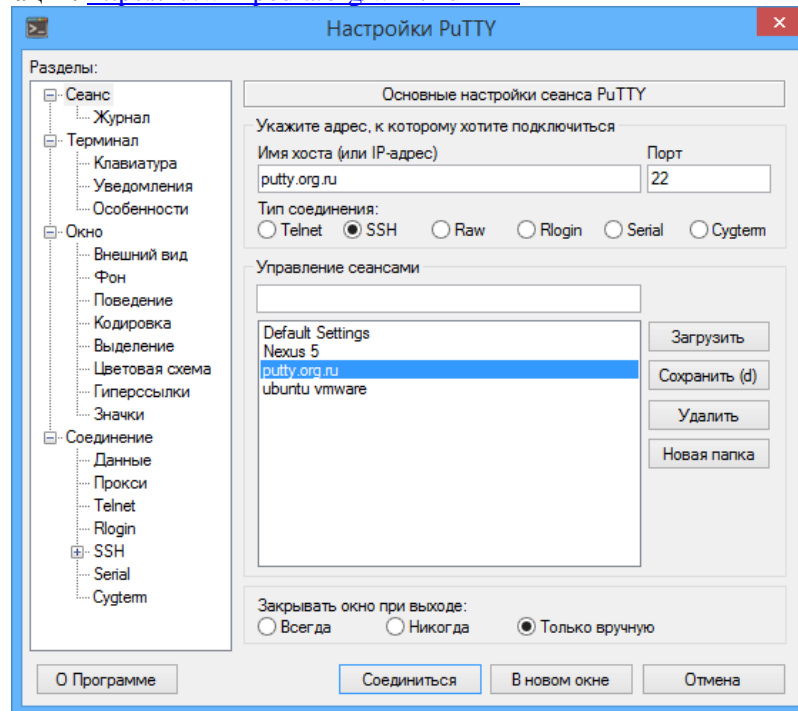 Настройки PuTTY
Разделы:
Сеанс
Журнал
Терминал
Клавиатура
Уведомления
Особенности
Окно
Внешний вид
Фон
Поведение
Кодировка
Выделение
Цветовая схема
Гиперссылки
Значки
Соединение
Данные
Прокси
Telnet
Rlogin
SSH
Serial
Cygterm
Основные настройки сеанса PuTTY
Укажите адрес, к которому хотите подключиться
Имя хоста (или IP-адрес) Порт
putty.org.ru 22
Тип соединения:
Telnet SSH Raw Rlogin Serial Cygterm
Управление сеансами
Default Settings
Nexus 5
putty.org.ru
ubuntu vmware
Загрузить
Сохранить (d)
Удалить
Новая папка
Закрывать окно при выходе:
Всегда Никогда Только вручную
О Программе Соединиться В новом окне Отмена